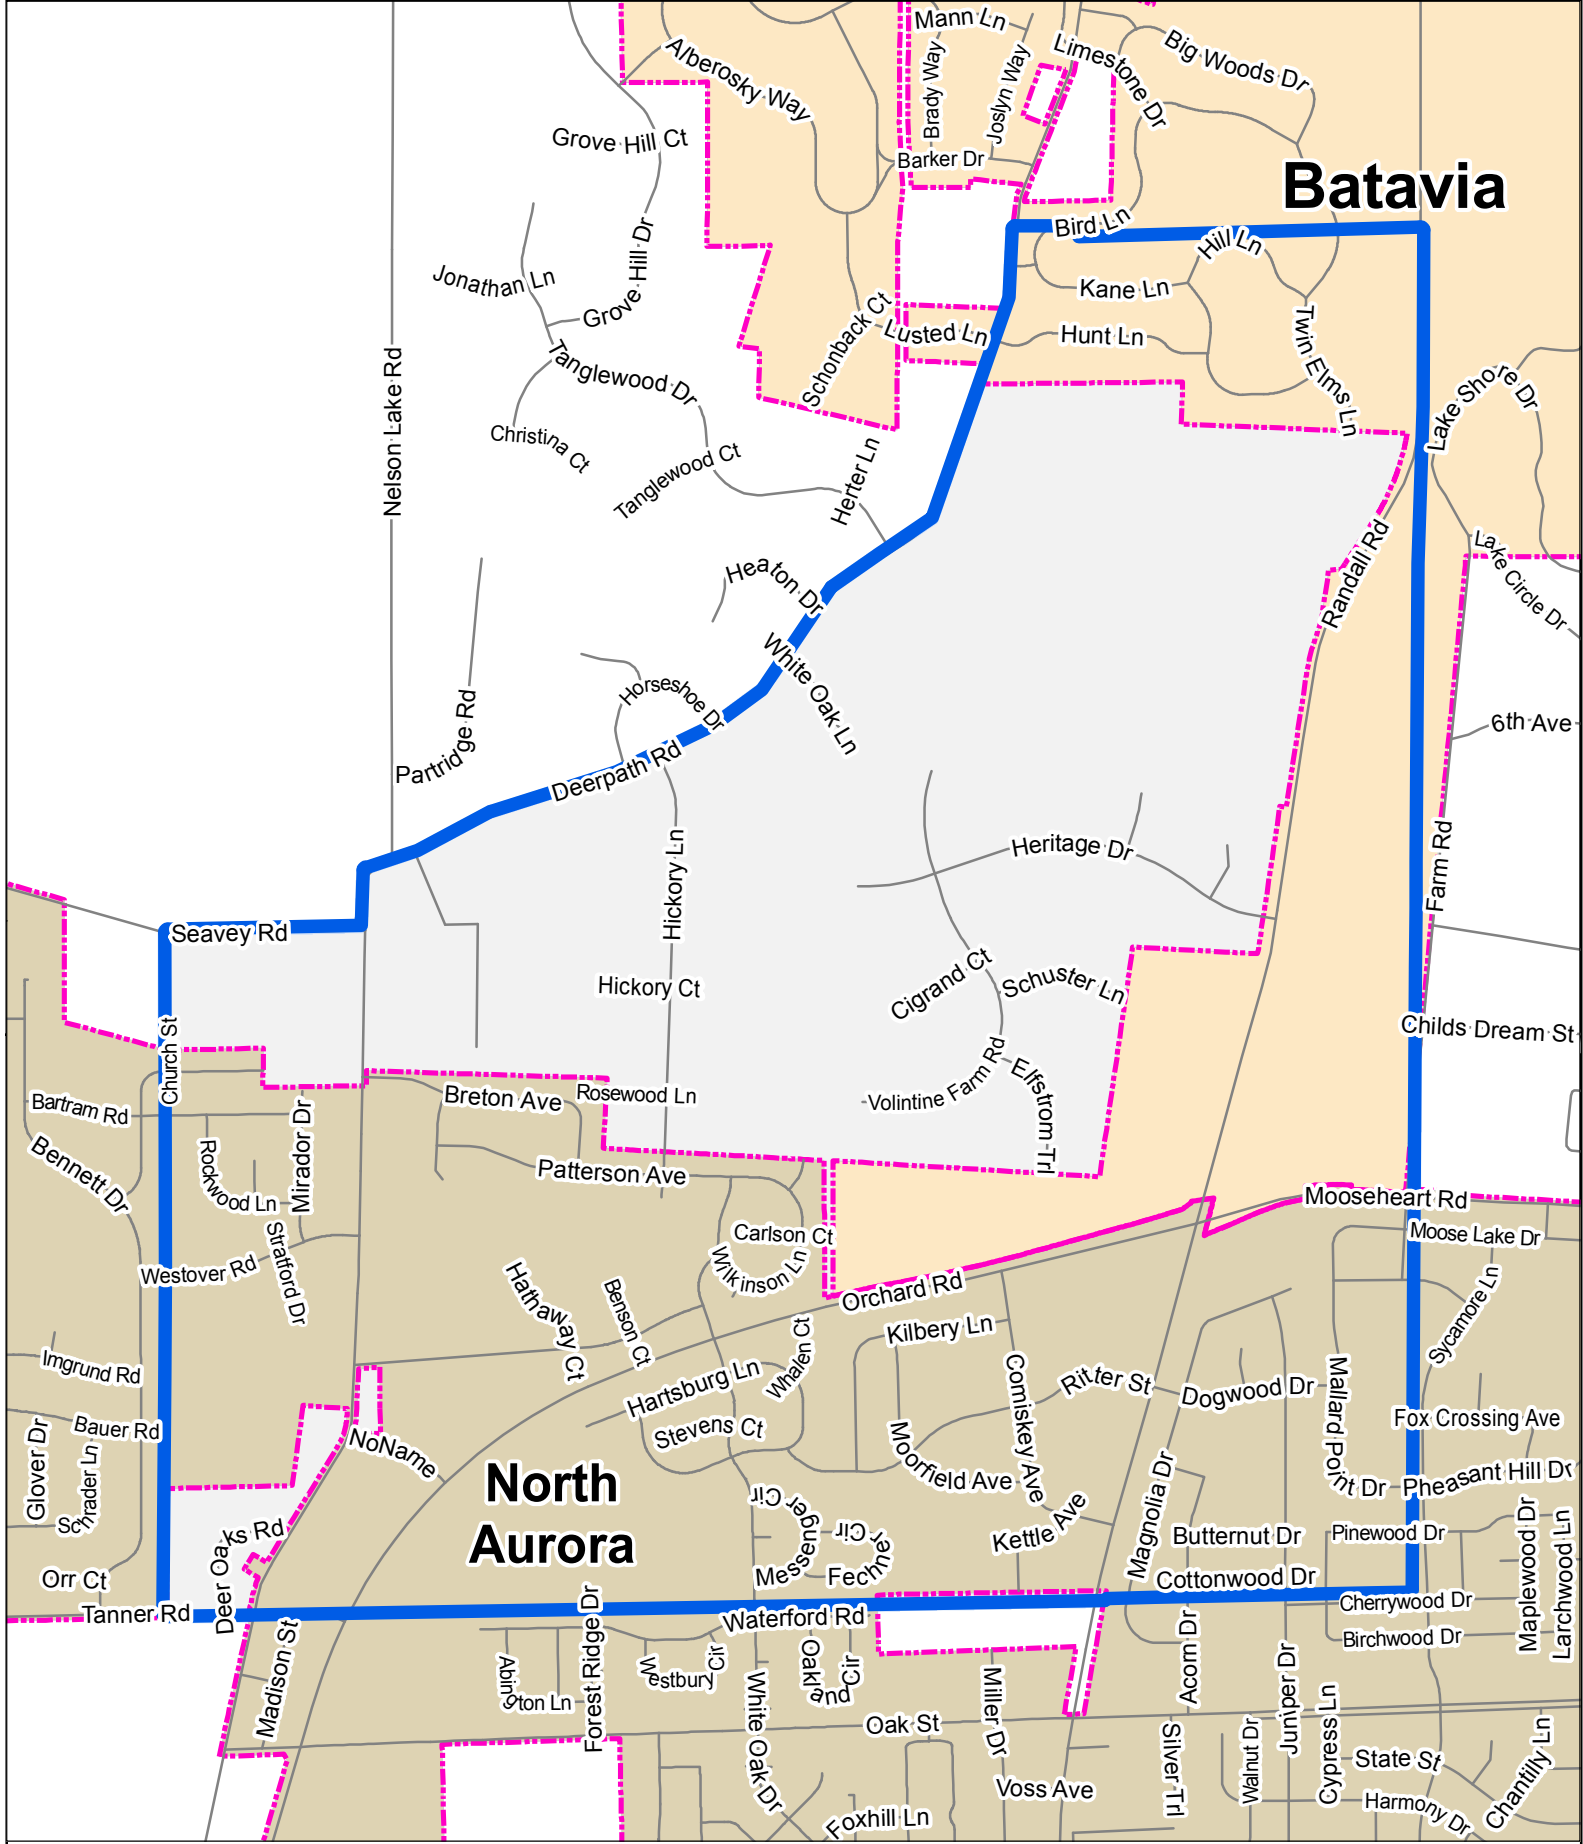 Mann Ln
Brady Way
Joslyn Way
Limestone Dr
Big Woods Dr
Alberosky Way
Grove Hill Ct
Barker Dr
Batavia
Bird Ln
Hill Ln
Grove Hill Dr
Jonathan Ln
Kane Ln
Schonback Ct
Lusted Ln
Hunt Ln
Twin Elms Ln
Tanglewood Dr
Nelson Lake Rd
Lake Shore Dr
Christina Ct
Tanglewood Ct
Herter Ln
Randall Rd
Lake Circle Dr
Heaton Dr
White Oak Ln
Horseshoe Dr
Partridge Rd
6th Ave
Deerpath Rd
Heritage Dr
Hickory Ln
Farm Rd
Seavey Rd
Hickory Ct
Cigrand Ct
Schuster Ln
Childs Dream St
Church St
Volintine Farm Rd
Elfstrom Trl
Breton Ave
Rosewood Ln
Bartram Rd
Bennett Dr
Rockwood Ln
Mirador Dr
Patterson Ave
Mooseheart Rd
Moose Lake Dr
Carlson Ct
Wilkinson Ln
Stratford Dr
Westover Rd
Hathaway Ct
Benson Ct
Orchard Rd
Kilbery Ln
Sycamore Ln
Imgrund Rd
Whalen Ct
Hartsburg Ln
Comiskey Ave
Ritter St
Dogwood Dr
Mallard Point Dr
Fox Crossing Ave
Bauer Rd
Glover Dr
Schrader Ln
NoName
Stevens Ct
Moorfield Ave
Magnolia Dr
Pheasant Hill Dr
North
Aurora
Messenger Cir
Fechner Cir
Kettle Ave
Butternut Dr
Pinewood Dr
Maplewood Dr
Larchwood Ln
Deer Oaks Rd
Orr Ct
Cottonwood Dr
Cherrywood Dr
Tanner Rd
Waterford Rd
Birchwood Dr
Madison St
Abington Ln
Forest Ridge Dr
Westbury Cir
White Oak Dr
Oakland Cir
Miller Dr
Acorn Dr
Juniper Dr
Cypress Ln
Oak St
Silver Trl
Walnut Dr
State St
Chantilly Ln
Voss Ave
Harmony Dr
Foxhill Ln